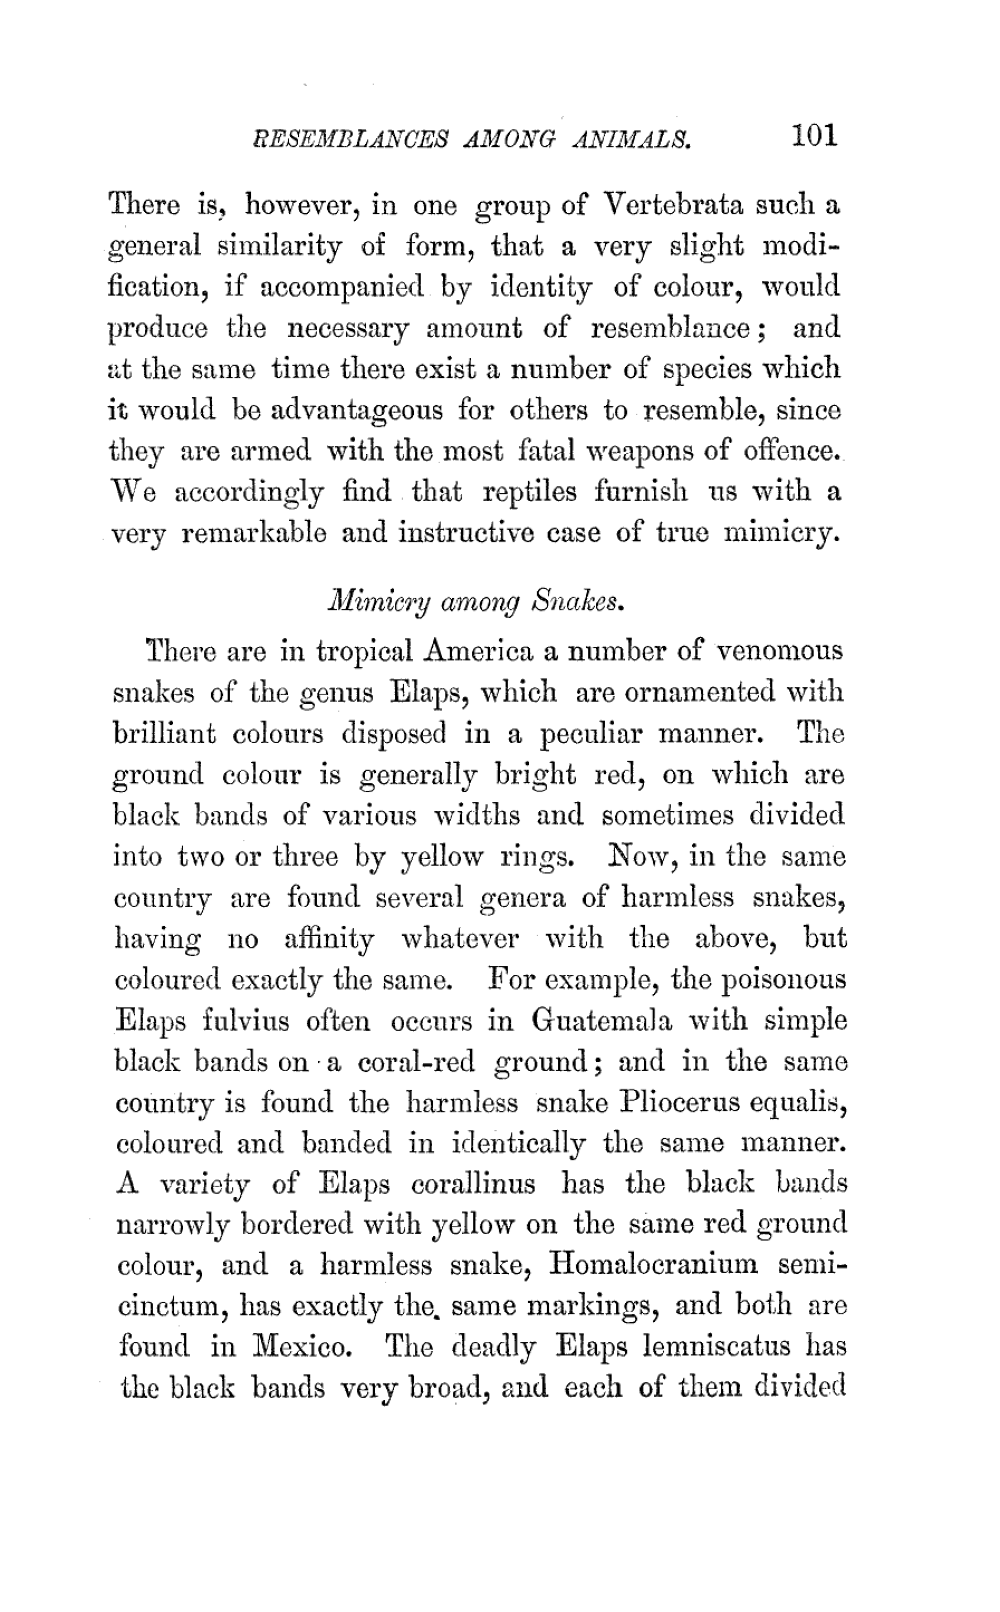 RESEMBLANCES AMONG ANIMALS. 101
There is, however, in one group of Vertebrata such a
general similarity of form, that a very slight modi-
fication, if accompanied by identity of colour, would
produce the necessary amount of resemblance; and
at the same time there exist a number of species which
it would be advantageous for others to resemble, since
they are armed with the most fatal weapons of offence.
We accordingly find that reptiles furnish us with a
very remarkable and instructive case of true mimicry.
Mimicry among Snakes.
There are in tropical America a number of venomous
snakes of the genus Elaps, which are ornamented with
brilliant colours disposed in a peculiar manner. The
ground colour is generally bright red, on which are
black bands of various widths and sometimes divided
into two or three by yellow rings. Now, in the same
country are found several genera of harmless snakes,
having no affinity whatever with the above, but
coloured exactly the same. For example, the poisonous
Elaps fulvius often occurs in Guatemala with simple
black bands on a coral-red ground; and in the same
country is found the harmless snake Pliocerus equalis,
coloured and banded in identically the same manner.
A variety of Elaps corallinus has the black bands
narrowly bordered with yellow on the same red ground
colour, and a harmless snake, Homalocranium semi-
cinctum, has exactly the same markings, and both are
found in Mexico. The deadly Elaps lemniscatus has
the black bands very broad, and each of them divided